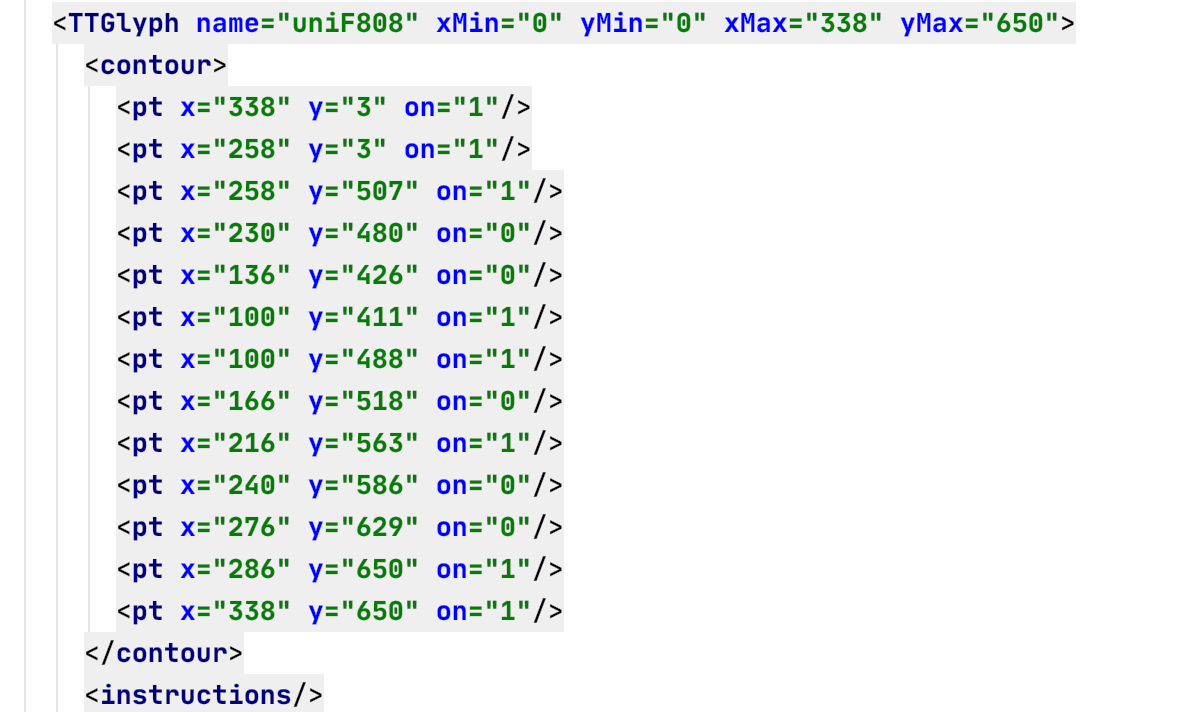 <TTGlyph name="uniF808" xMin="0" yMin="0" xMax="338" yMax="650">
<contour>
<pt x="338" y="3" on="1"/>
<pt x="258" y="3" on="1"/>
<pt x="258" y="507" on="1"/>
<pt x="230" y="480" on="0"/>
<pt x="136" y="426" on="0"/>
<pt x="100" y="411" on="1"/>
<pt x="100" y="488" on="1"/>
<pt x="166" y="518" on="0"/>
<pt x="216" y="563" on="1"/>
<pt x="240" y="586" on="0"/>
<pt x="276" y="629" on="0"/>
<pt x="286" y="650" on="1"/>
<pt x="338" y="650" on="1"/>
</contour>
<instructions/>